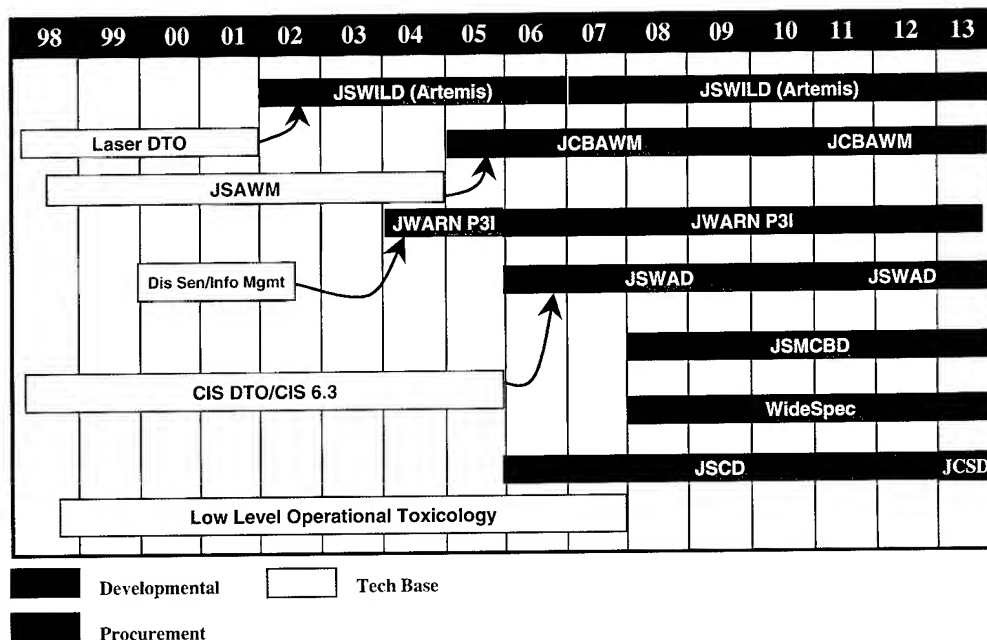 98 99 00 01 02 03 04 05 06 07 08 09 10 11 12 13
JSWILD (Artemis) JSWILD (Artemis)
Laser DTO JCBAWM JCBAWM
JSAWM
JWARN P3I JWARN P3I
Dis Sen/Info Mgmt JSWAD JSWAD
JSMCBD
CIS DTO/CIS 6.3
WideSpec
JSCD JCSD
Low Level Operational Toxicology
Developmental Tech Base
Procurement